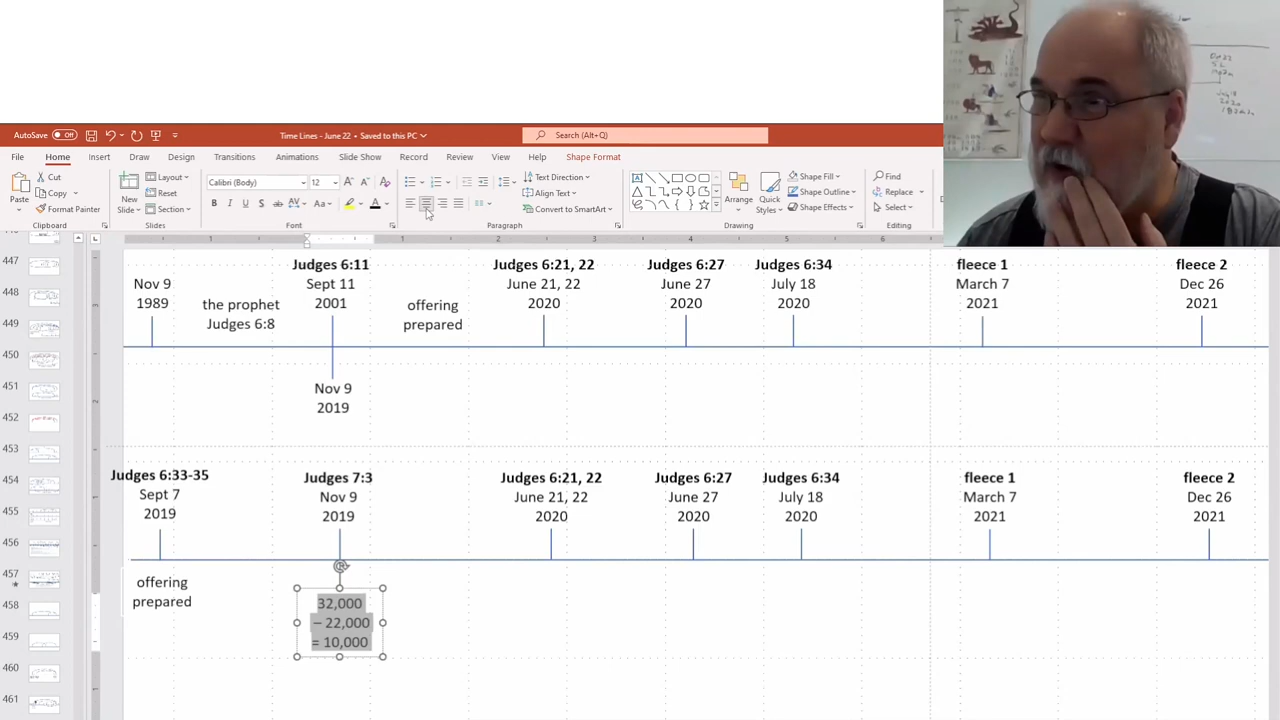 AutoSave Off
Time Lines - June 22 • Saved to this PC
Search (Alt+Q)
File Home Insert Draw Design Transitions Animations Slide Show Record Review View Help Shape Format
Paste
Cut
Copy
Format Painter
Clipboard
New Slide
Layout
Reset
Section
Slides
Calibri (Body) 12
Font
Text Direction
Align Text
Convert to SmartArt
Paragraph
Arrange
Quick Styles
Shape Fill
Shape Outline
Shape Effects
Drawing
Find
Replace
Select
Editing
447
448
449
450
451
452
453
454
455
456
457
458
459
460
461
Nov 9
1989
the prophet
Judges 6:8
Judges 6:11
Sept 11
2001
offering
prepared
Judges 6:21, 22
June 21, 22
2020
Judges 6:27
June 27
2020
Judges 6:34
July 18
2020
fleece 1
March 7
2021
fleece 2
Dec 26
2021
Nov 9
2019
Judges 6:33-35
Sept 7
2019
Judges 7:3
Nov 9
2019
Judges 6:21, 22
June 21, 22
2020
Judges 6:27
June 27
2020
Judges 6:34
July 18
2020
fleece 1
March 7
2021
fleece 2
Dec 26
2021
offering
prepared
32,000
– 22,000
= 10,000